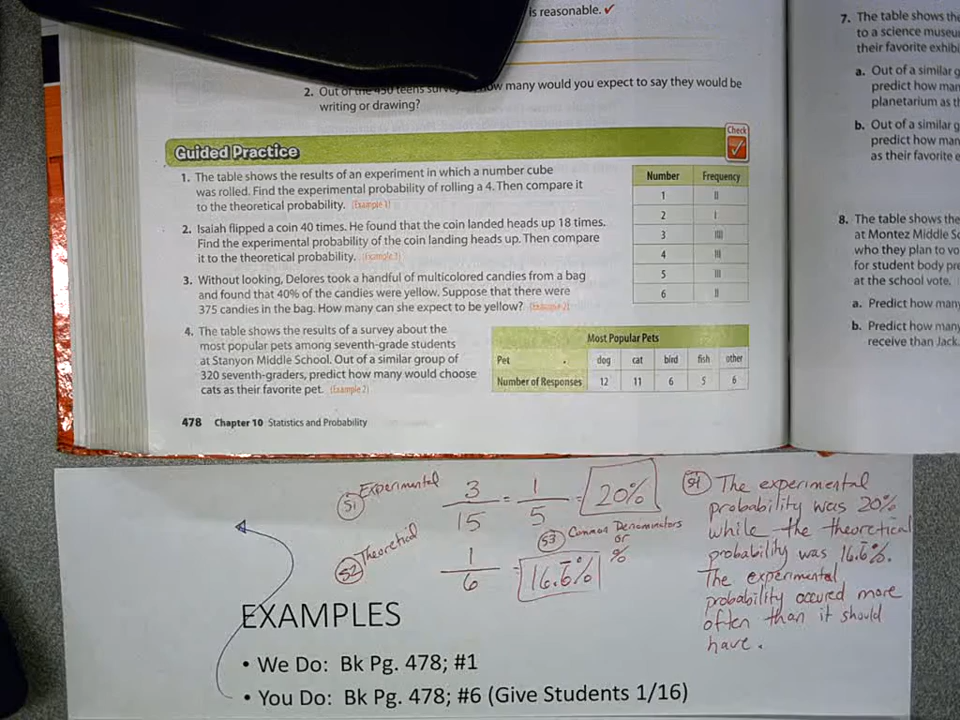 is reasonable. ✓
2. Out of the 450 teens how many would you expect to say they would be
writing or drawing?
Guided Practice
Check
1. The table shows the results of an experiment in which a number cube
was rolled. Find the experimental probability of rolling a 4. Then compare it
to the theoretical probability. (Example 1)
2. Isaiah flipped a coin 40 times. He found that the coin landed heads up 18 times.
Find the experimental probability of the coin landing heads up. Then compare
it to the theoretical probability.
3. Without looking, Delores took a handful of multicolored candies from a bag
and found that 40% of the candies were yellow. Suppose that there were
375 candies in the bag. How many can she expect to be yellow? (Example 2)
Number Frequency
1 II
2 I
3
4 III
5 III
6 II
4. The table shows the results of a survey about the
most popular pets among seventh-grade students
at Stanyon Middle School. Out of a similar group of
320 seventh-graders, predict how many would choose
cats as their favorite pet. (Example 2)
Most Popular Pets
Pet dog cat bird fish other
Number of Responses 12 11 6 5 6
478 Chapter 10 Statistics and Probability
7. The table shows the
to a science museu
their favorite exhibi
a. Out of a similar g
predict how man
planetarium as th
b. Out of a similar g
predict how man
as their favorite e
8. The table shows the
at Montez Middle Sc
who they plan to vo
for student body pre
at the school vote.
a. Predict how many
b. Predict how many
receive than Jack.
S1 Experimental 3/15 = 1/5 = 20%
S2 Theoretical 1/6 = 16.6̅%
S3 Common Denominators
or
%
S4 The experimental
probability was 20%
while the theoretical
probability was 16.6̅%.
The experimental
probability occured more
often than it should
have.
EXAMPLES
• We Do: Bk Pg. 478; #1
• You Do: Bk Pg. 478; #6 (Give Students 1/16)